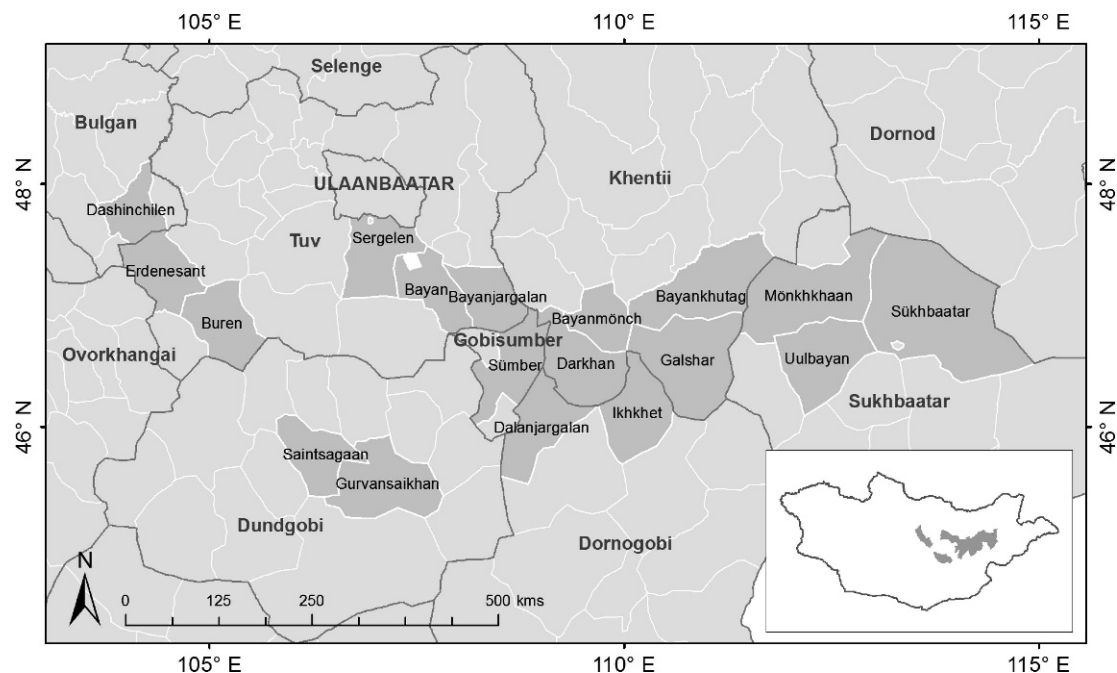 105° E 110° E 115° E
Selenge
Bulgan
Dornod
48° N
Khentii
48° N
ULAANBAATAR
Dashinchilen
Tuv
Sergelen
Erdenesant
Bayan
Bayanjargalan
Bayankhutag
Mönkhkhaan
Sükhbaatar
Buren
Bayanmönch
Ovorkhangai
Gobisumber
Sümber
Darkhan
Galshar
Uulbayan
Sukhbaatar
Ikhkhet
46° N
Dalanjargalan
46° N
Saintsagaan
Gurvansaikhan
Dundgobi
Dornogobi
N
0 125 250 500 kms
105° E 110° E 115° E